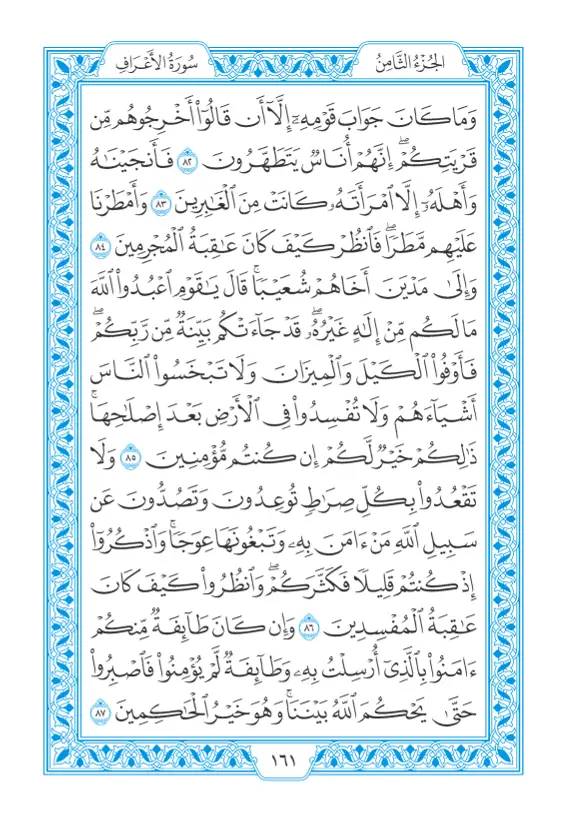 الجُزْءُ الثَّامِنُ
سُورَةُ الأَعْرَافِ
وَمَا كَانَ جَوَابَ قَوْمِهِۦٓ إِلَّآ أَن قَالُوٓا۟ أَخْرِجُوهُم مِّن
قَرْيَتِكُمْ ۖ إِنَّهُمْ أُنَاسٌ يَتَطَهَّرُونَ ٨٢ فَأَنجَيْنَٰهُ
وَأَهْلَهُۥٓ إِلَّا ٱمْرَأَتَهُۥ كَانَتْ مِنَ ٱلْغَٰبِرِينَ ٨٣ وَأَمْطَرْنَا
عَلَيْهِم مَّطَرًا ۖ فَٱنظُرْ كَيْفَ كَانَ عَٰقِبَةُ ٱلْمُجْرِمِينَ ٨٤
وَإِلَىٰ مَدْيَنَ أَخَاهُمْ شُعَيْبًا ۚ قَالَ يَٰقَوْمِ ٱعْبُدُوا۟ ٱللَّهَ
مَا لَكُم مِّنْ إِلَٰهٍ غَيْرُهُۥ ۖ قَدْ جَآءَتْكُم بَيِّنَةٌ مِّن رَّبِّكُمْ ۖ
فَأَوْفُوا۟ ٱلْكَيْلَ وَٱلْمِيزَانَ وَلَا تَبْخَسُوا۟ ٱلنَّاسَ
أَشْيَآءَهُمْ وَلَا تُفْسِدُوا۟ فِى ٱلْأَرْضِ بَعْدَ إِصْلَٰحِهَا ۚ
ذَٰلِكُمْ خَيْرٌ لَّكُمْ إِن كُنتُم مُّؤْمِنِينَ ٨٥ وَلَا
تَقْعُدُوا۟ بِكُلِّ صِرَٰطٍ تُوعِدُونَ وَتَصُدُّونَ عَن
سَبِيلِ ٱللَّهِ مَنْ ءَامَنَ بِهِۦ وَتَبْغُونَهَا عِوَجًا ۚ وَٱذْكُرُوٓا۟
إِذْ كُنتُمْ قَلِيلًا فَكَثَّرَكُمْ ۖ وَٱنظُرُوا۟ كَيْفَ كَانَ
عَٰقِبَةُ ٱلْمُفْسِدِينَ ٨٦ وَإِن كَانَ طَآئِفَةٌ مِّنكُمْ
ءَامَنُوا۟ بِٱلَّذِىٓ أُرْسِلْتُ بِهِۦ وَطَآئِفَةٌ لَّمْ يُؤْمِنُوا۟ فَٱصْبِرُوا۟
حَتَّىٰ يَحْكُمَ ٱللَّهُ بَيْنَنَا ۚ وَهُوَ خَيْرُ ٱلْحَٰكِمِينَ ٨٧
١٦١